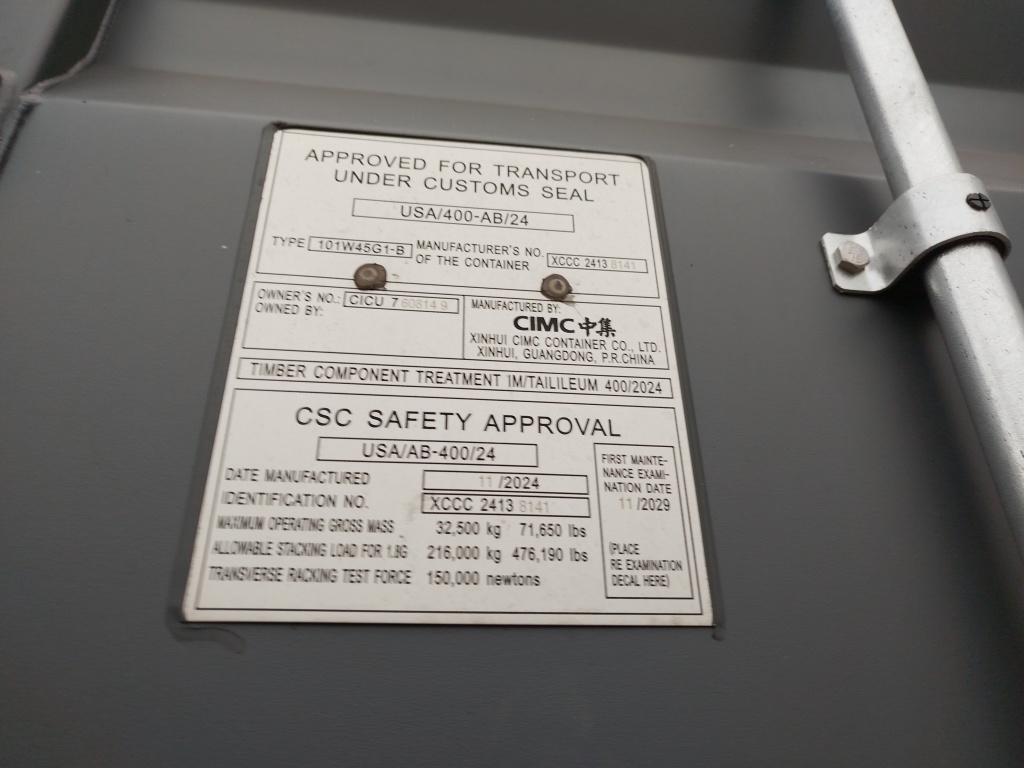 APPROVED FOR TRANSPORT
UNDER CUSTOMS SEAL
USA/400-AB/24
TYPE 101W45G1-B
MANUFACTURER'S NO.
OF THE CONTAINER
XCCC 2413 8141
OWNER'S NO.: CICU 7 60814 9
OWNED BY:
MANUFACTURED BY:
CIMC中集
XINHUI CIMC CONTAINER CO., LTD.
XINHUI, GUANGDONG, P.R.CHINA
TIMBER COMPONENT TREATMENT IM/TAILILEUM 400/2024
CSC SAFETY APPROVAL
USA/AB-400/24
DATE MANUFACTURED 11/2024
IDENTIFICATION NO. XCCC 2413 8141
MAXIMUM OPERATING GROSS MASS 32,500 kg 71,650 lbs
ALLOWABLE STACKING LOAD FOR 1.8G 216,000 kg 476,190 lbs
TRANSVERSE RACKING TEST FORCE 150,000 newtons
FIRST MAINTE-
NANCE EXAMI-
NATION DATE
11/2029
(PLACE
RE EXAMINATION
DECAL HERE)